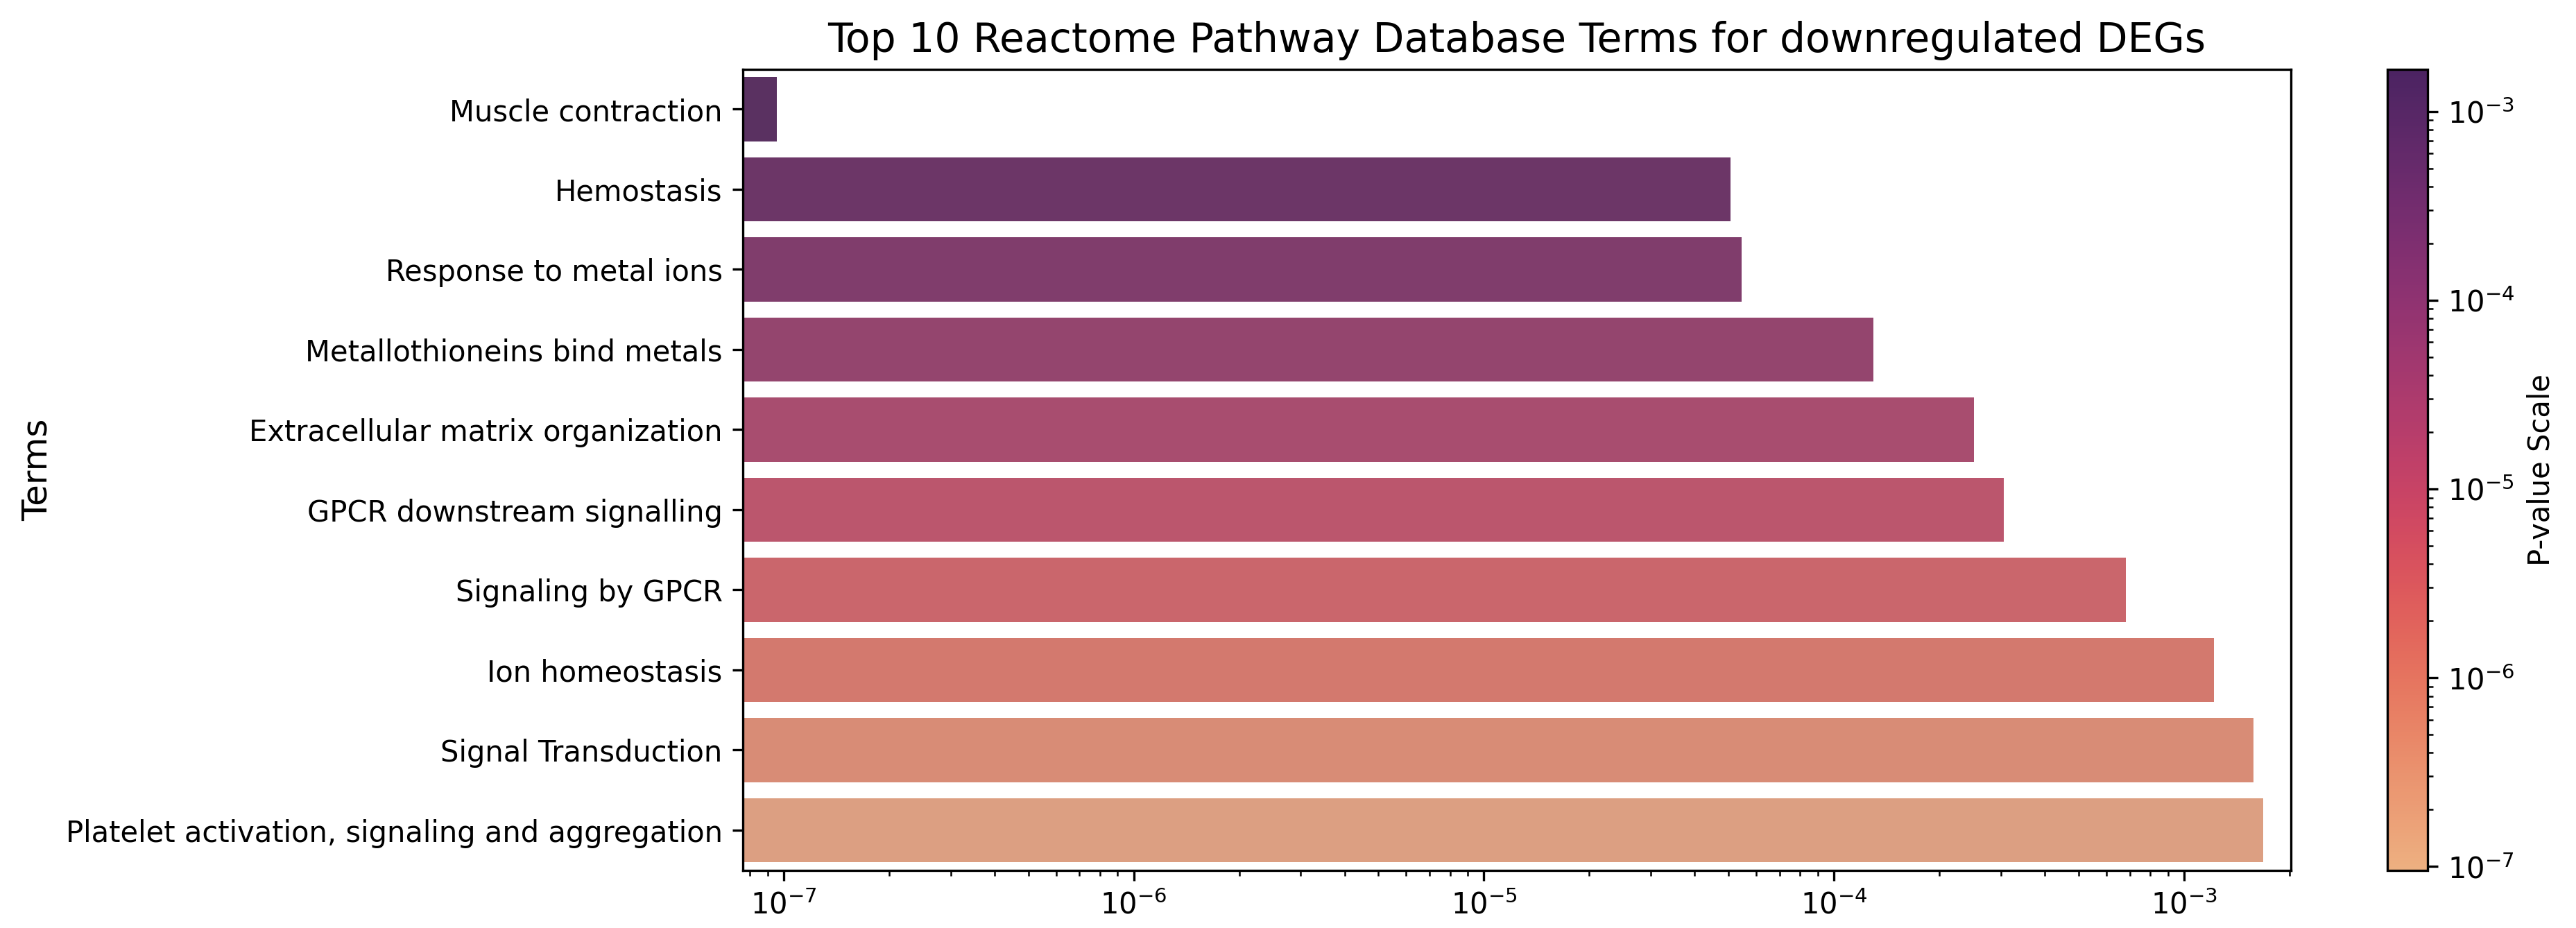 Top 10 Reactome Pathway Database Terms for downregulated DEGs
Terms
Muscle contraction
Hemostasis
Response to metal ions
Metallothioneins bind metals
Extracellular matrix organization
GPCR downstream signalling
Signaling by GPCR
Ion homeostasis
Signal Transduction
Platelet activation, signaling and aggregation
10⁻⁷ 10⁻⁶ 10⁻⁵ 10⁻⁴ 10⁻³
10⁻³
10⁻⁴
10⁻⁵
10⁻⁶
10⁻⁷
P-value Scale